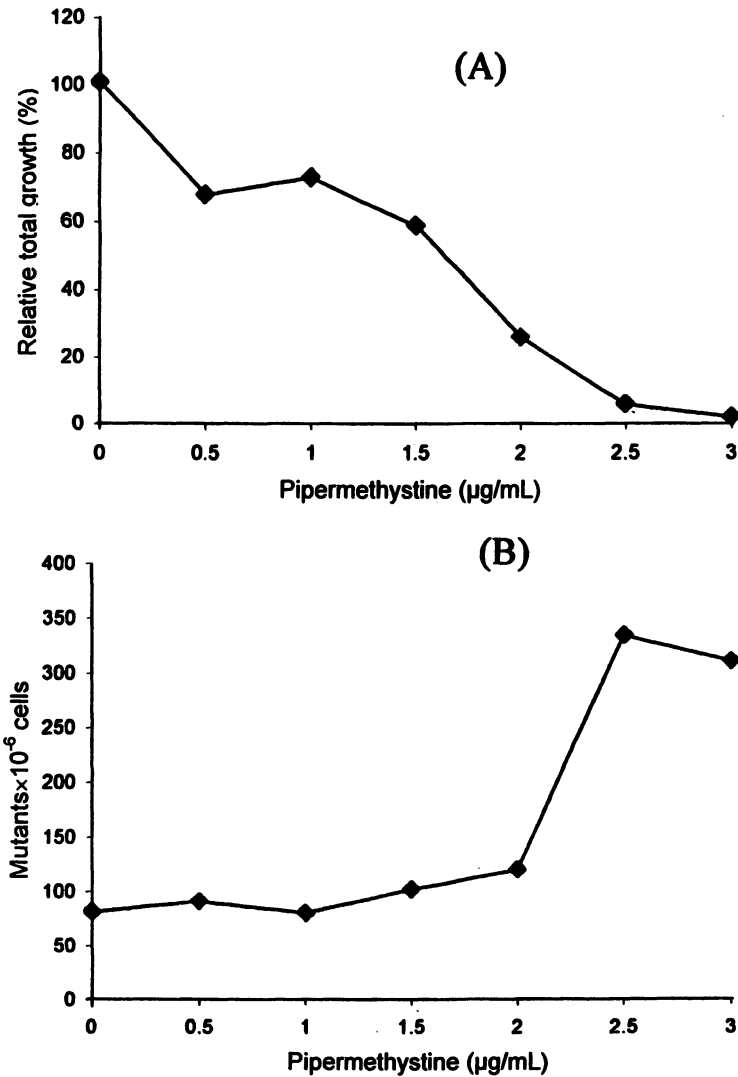 (A)
Relative total growth (%)
120
100
80
60
40
20
0
0 0.5 1 1.5 2 2.5 3
Pipermethystine (µg/mL)
(B)
Mutants×10⁻⁶ cells
400
350
300
250
200
150
100
50
0
0 0.5 1 1.5 2 2.5 3
Pipermethystine (µg/mL)